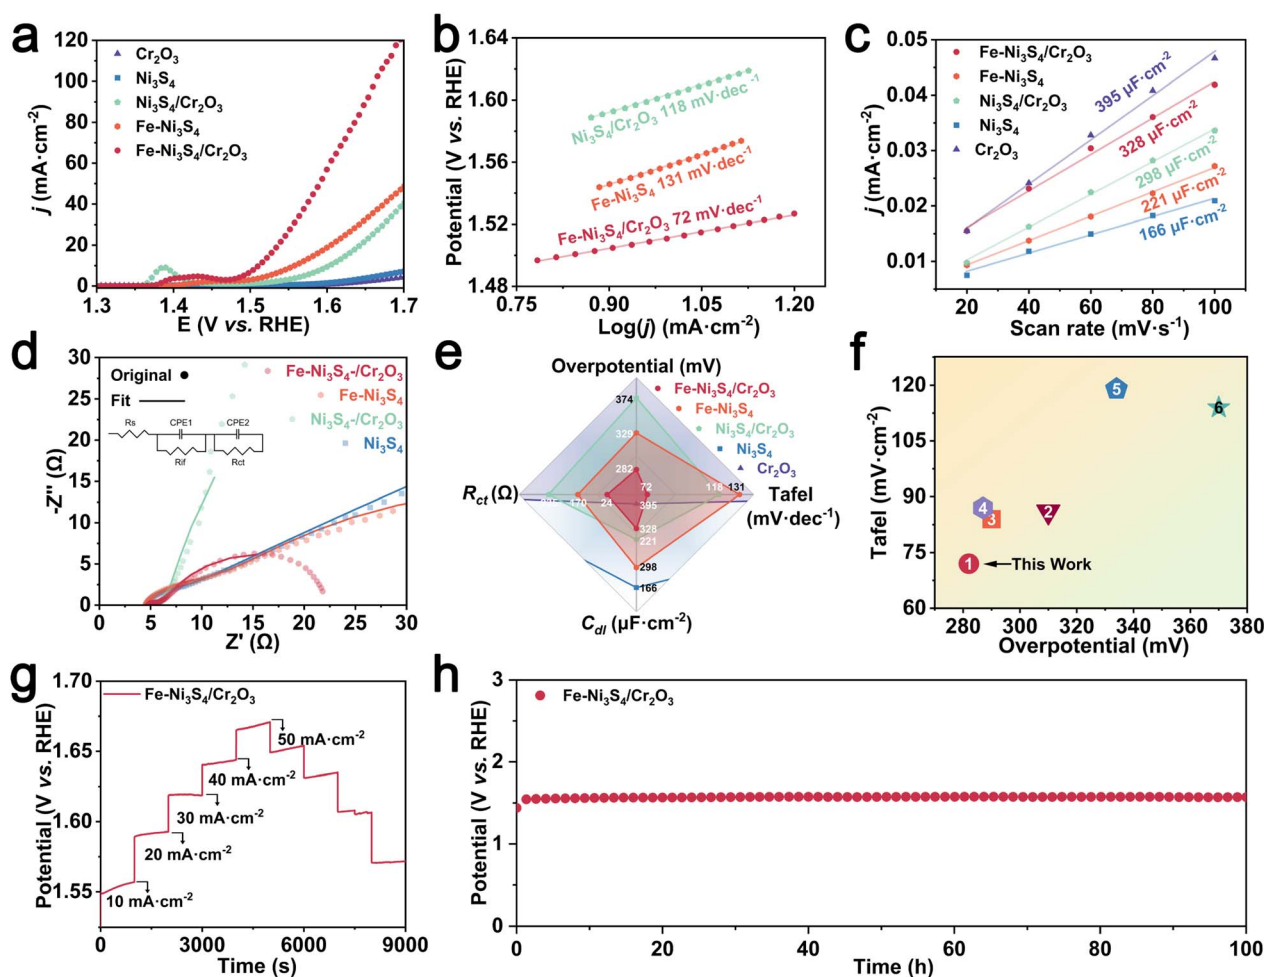 a
120
100
80
60
40
20
0
j (mA·cm-2)
Cr2O3
Ni3S4
Ni3S4/Cr2O3
Fe-Ni3S4
Fe-Ni3S4/Cr2O3
1.3 1.4 1.5 1.6 1.7
E (V vs. RHE)
b
1.64
1.60
1.56
1.52
1.48
Potential (V vs. RHE)
Ni3S4/Cr2O3 118 mV·dec-1
Fe-Ni3S4 131 mV·dec-1
Fe-Ni3S4/Cr2O3 72 mV·dec-1
0.75 0.90 1.05 1.20
Log(j) (mA·cm-2)
c
0.05
0.04
0.03
0.02
0.01
j (mA·cm-2)
Fe-Ni3S4/Cr2O3
Fe-Ni3S4
Ni3S4/Cr2O3
Ni3S4
Cr2O3
395 μF·cm-2
328 μF·cm-2
298 μF·cm-2
221 μF·cm-2
166 μF·cm-2
20 40 60 80 100
Scan rate (mV·s-1)
d
30
25
20
15
10
5
0
-Z'' (Ω)
Original
Fit
Rs CPE1 CPE2
Rif Rct
Fe-Ni3S4-/Cr2O3
Fe-Ni3S4
Ni3S4-/Cr2O3
Ni3S4
0 5 10 15 20 25 30
Z' (Ω)
e
Overpotential (mV)
Fe-Ni3S4/Cr2O3
Fe-Ni3S4
Ni3S4/Cr2O3
Ni3S4
Cr2O3
374
329
282
72 118 131
Rct (Ω)
170 24 395
Tafel
(mV·dec-1)
328
221
298
166
Cdl (μF·cm-2)
f
120
105
90
75
60
Tafel (mV·cm-2)
5
6
4
3
2
1
This Work
280 300 320 340 360 380
Overpotential (mV)
g
1.70
1.65
1.60
1.55
Potential (V vs. RHE)
Fe-Ni3S4/Cr2O3
50 mA·cm-2
40 mA·cm-2
30 mA·cm-2
20 mA·cm-2
10 mA·cm-2
0 3000 6000 9000
Time (s)
h
3
2
1
0
Potential (V vs. RHE)
Fe-Ni3S4/Cr2O3
0 20 40 60 80 100
Time (h)